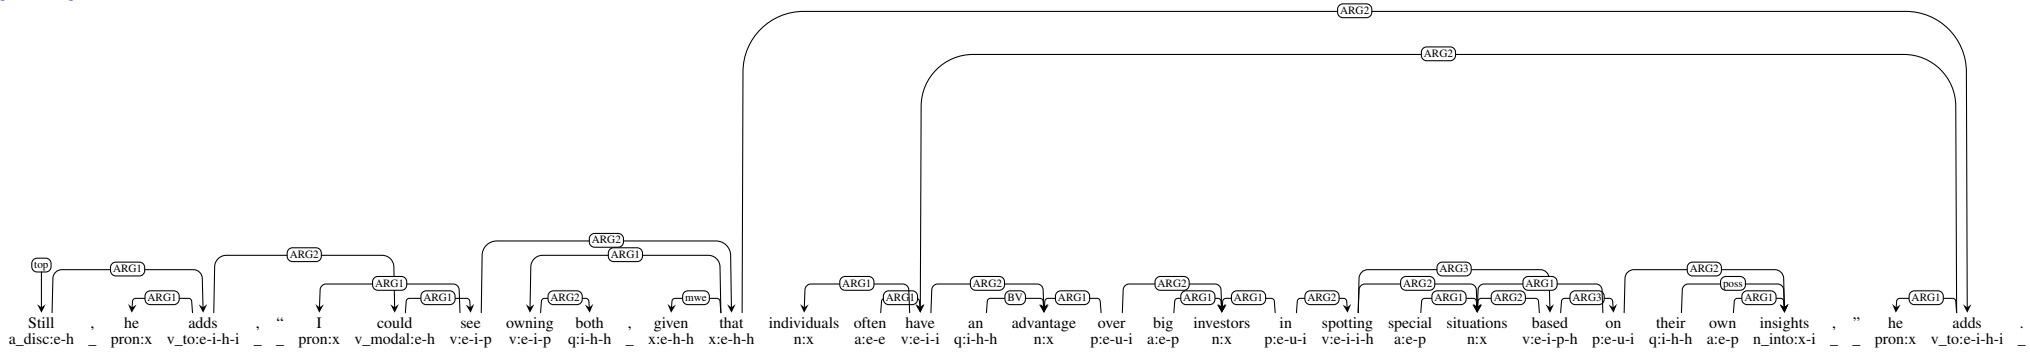 ARG2
ARG2
ARG2
top ARG1 ARG2 ARG1 ARG3 ARG2
ARG1 ARG1 ARG1 ARG2 ARG2 ARG2 ARG1 poss
ARG1 ARG1 ARG2 mwe ARG1 BV ARG1 ARG1 ARG1 ARG2 ARG1 ARG2 ARG3 ARG1 ARG1
Still , he adds , “ I could see owning both , given that individuals often have an advantage over big investors in spotting special situations based on their own insights , ” he adds .
a_disc:e-h _ pron:x v_to:e-i-h-i _ _ pron:x v_modal:e-h v:e-i-p v:e-i-p q:i-h-h _ x:e-h-h x:e-h-h n:x a:e-e v:e-i-i q:i-h-h n:x p:e-u-i a:e-p n:x p:e-u-i v:e-i-i-h a:e-p n:x v:e-i-p-h p:e-u-i q:i-h-h a:e-p n_into:x-i _ _ pron:x v_to:e-i-h-i _